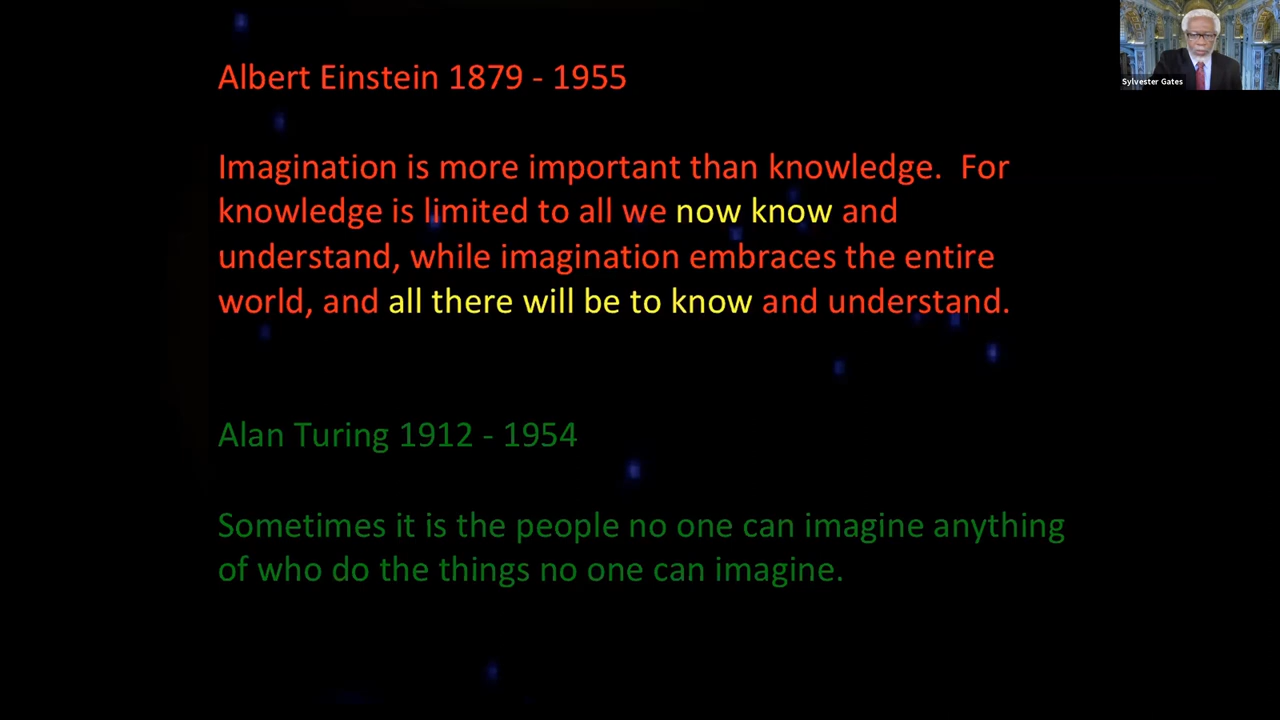 Albert Einstein 1879 - 1955
Imagination is more important than knowledge.  For
knowledge is limited to all we now know and
understand, while imagination embraces the entire
world, and all there will be to know and understand.
Alan Turing 1912 - 1954
Sometimes it is the people no one can imagine anything
of who do the things no one can imagine.
Sylvester Gates